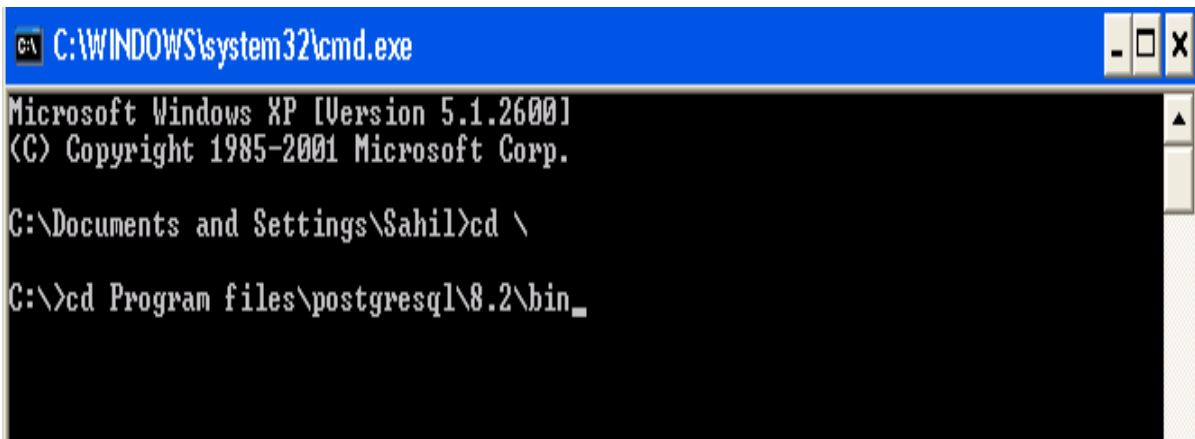 C:\WINDOWS\system32\cmd.exe
Microsoft Windows XP [Version 5.1.2600]
(C) Copyright 1985-2001 Microsoft Corp.
C:\Documents and Settings\Sahil>cd \
C:\>cd Program files\postgresql\8.2\bin_